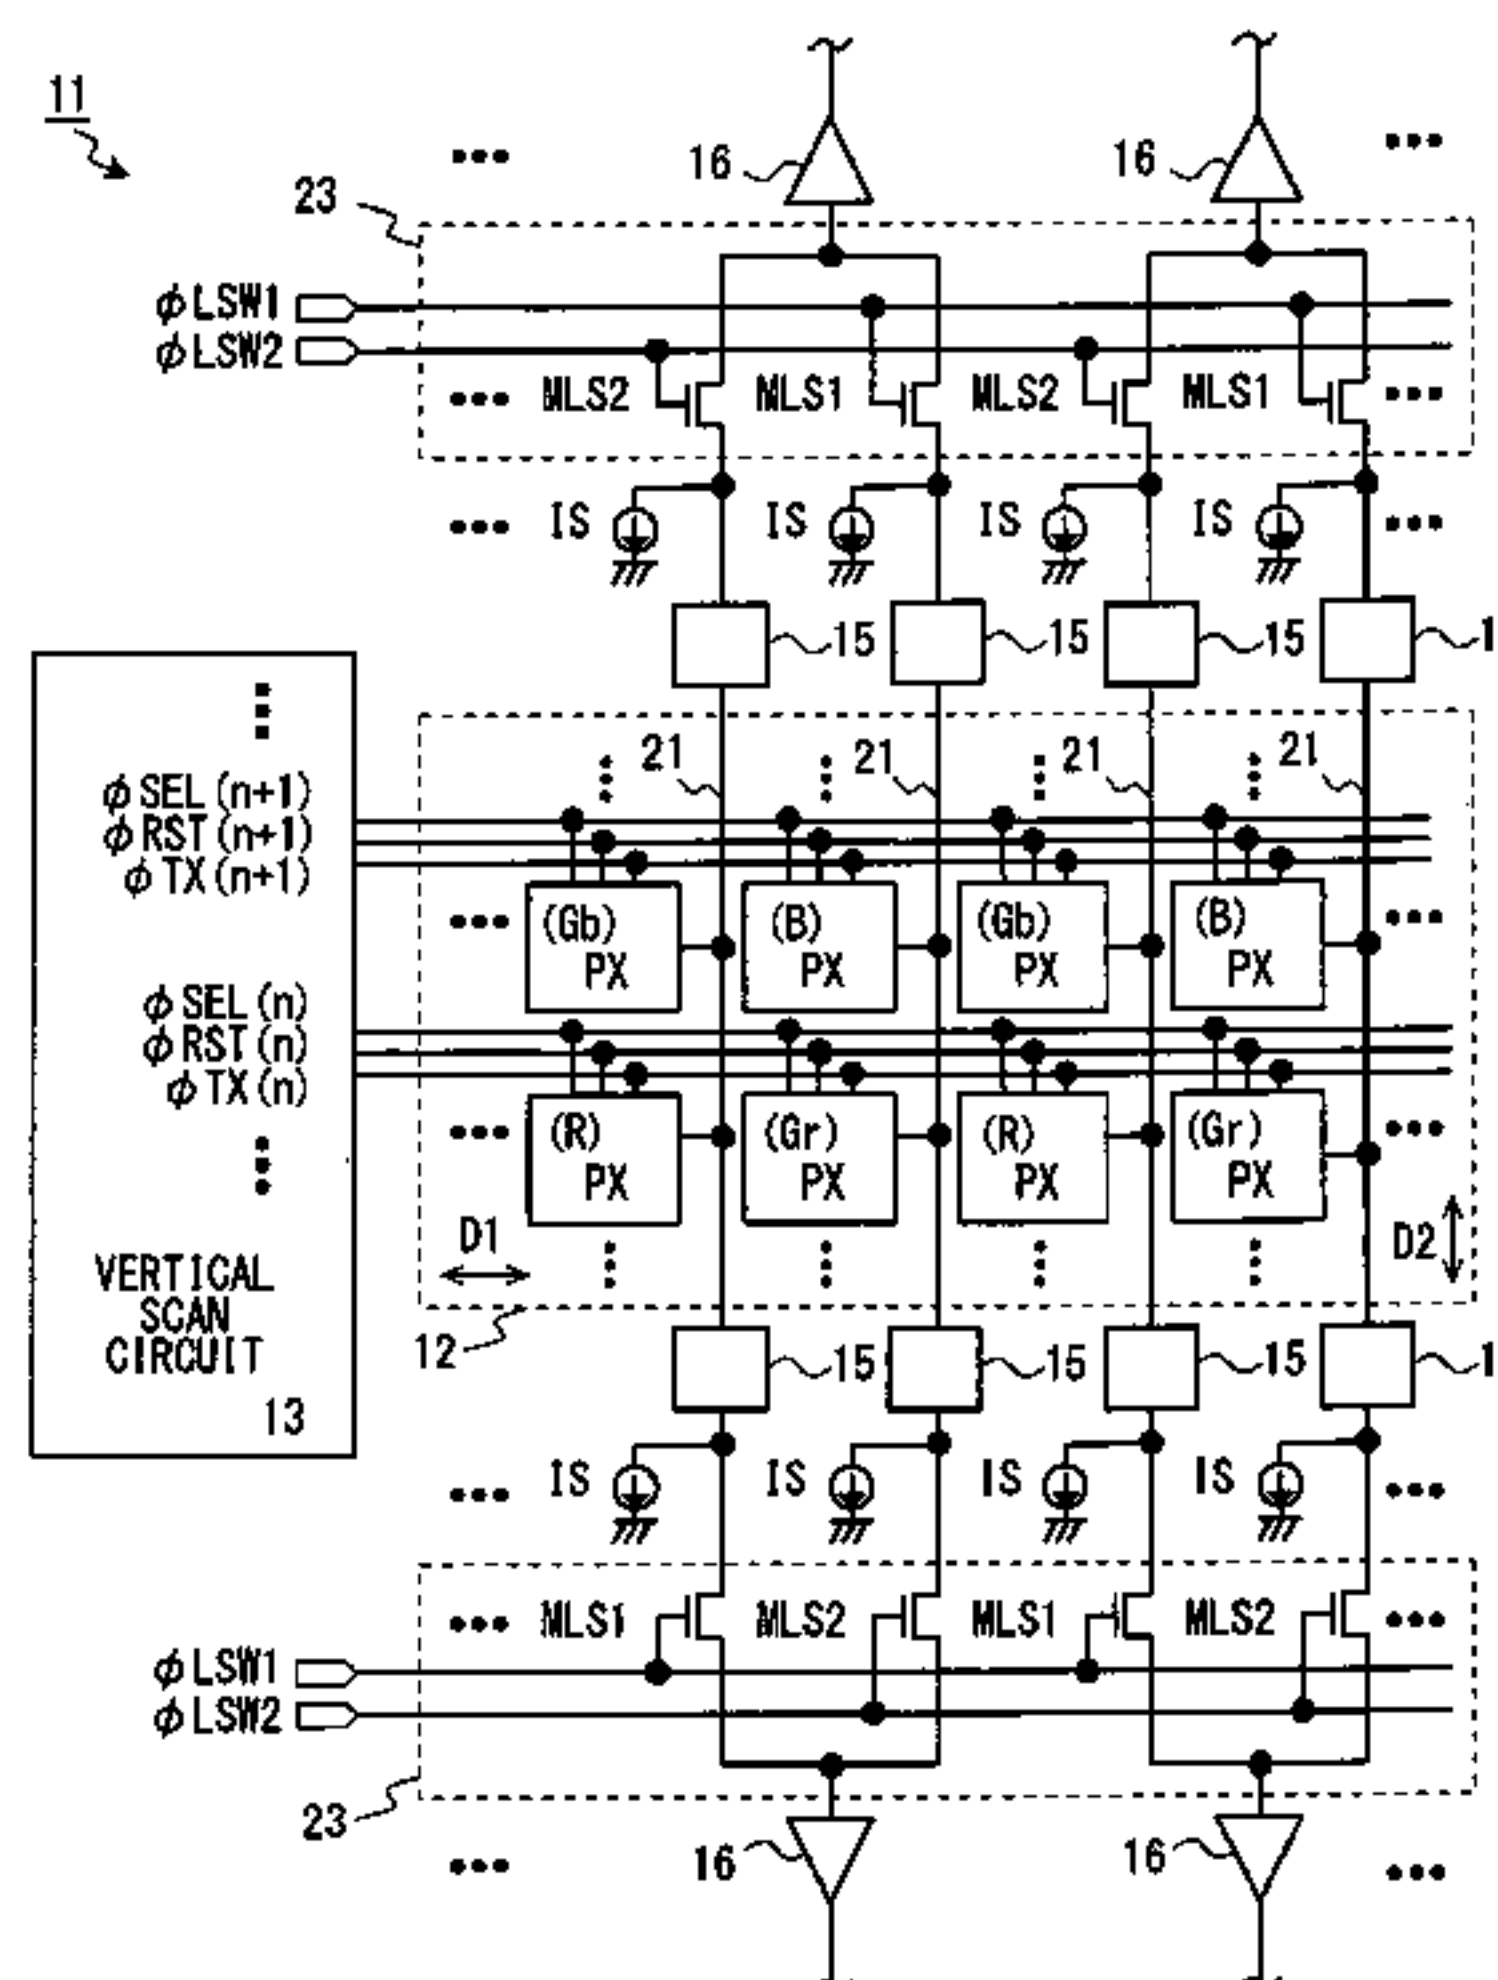 11
16 16
23
φLSW1
φLSW2
MLS2 MLS1 MLS2 MLS1
IS IS IS IS
15 15 15 1
21 21 21 21
φSEL(n+1)
φRST(n+1)
φTX(n+1)
(Gb) (B) (Gb) (B)
PX PX PX PX
φSEL(n)
φRST(n)
φTX(n)
(R) (Gr) (R) (Gr)
PX PX PX PX
D1 D2
VERTICAL
SCAN
CIRCUIT
13
12
15 15 15 1
IS IS IS IS
MLS1 MLS2 MLS1 MLS2
φLSW1
φLSW2
23
16 16